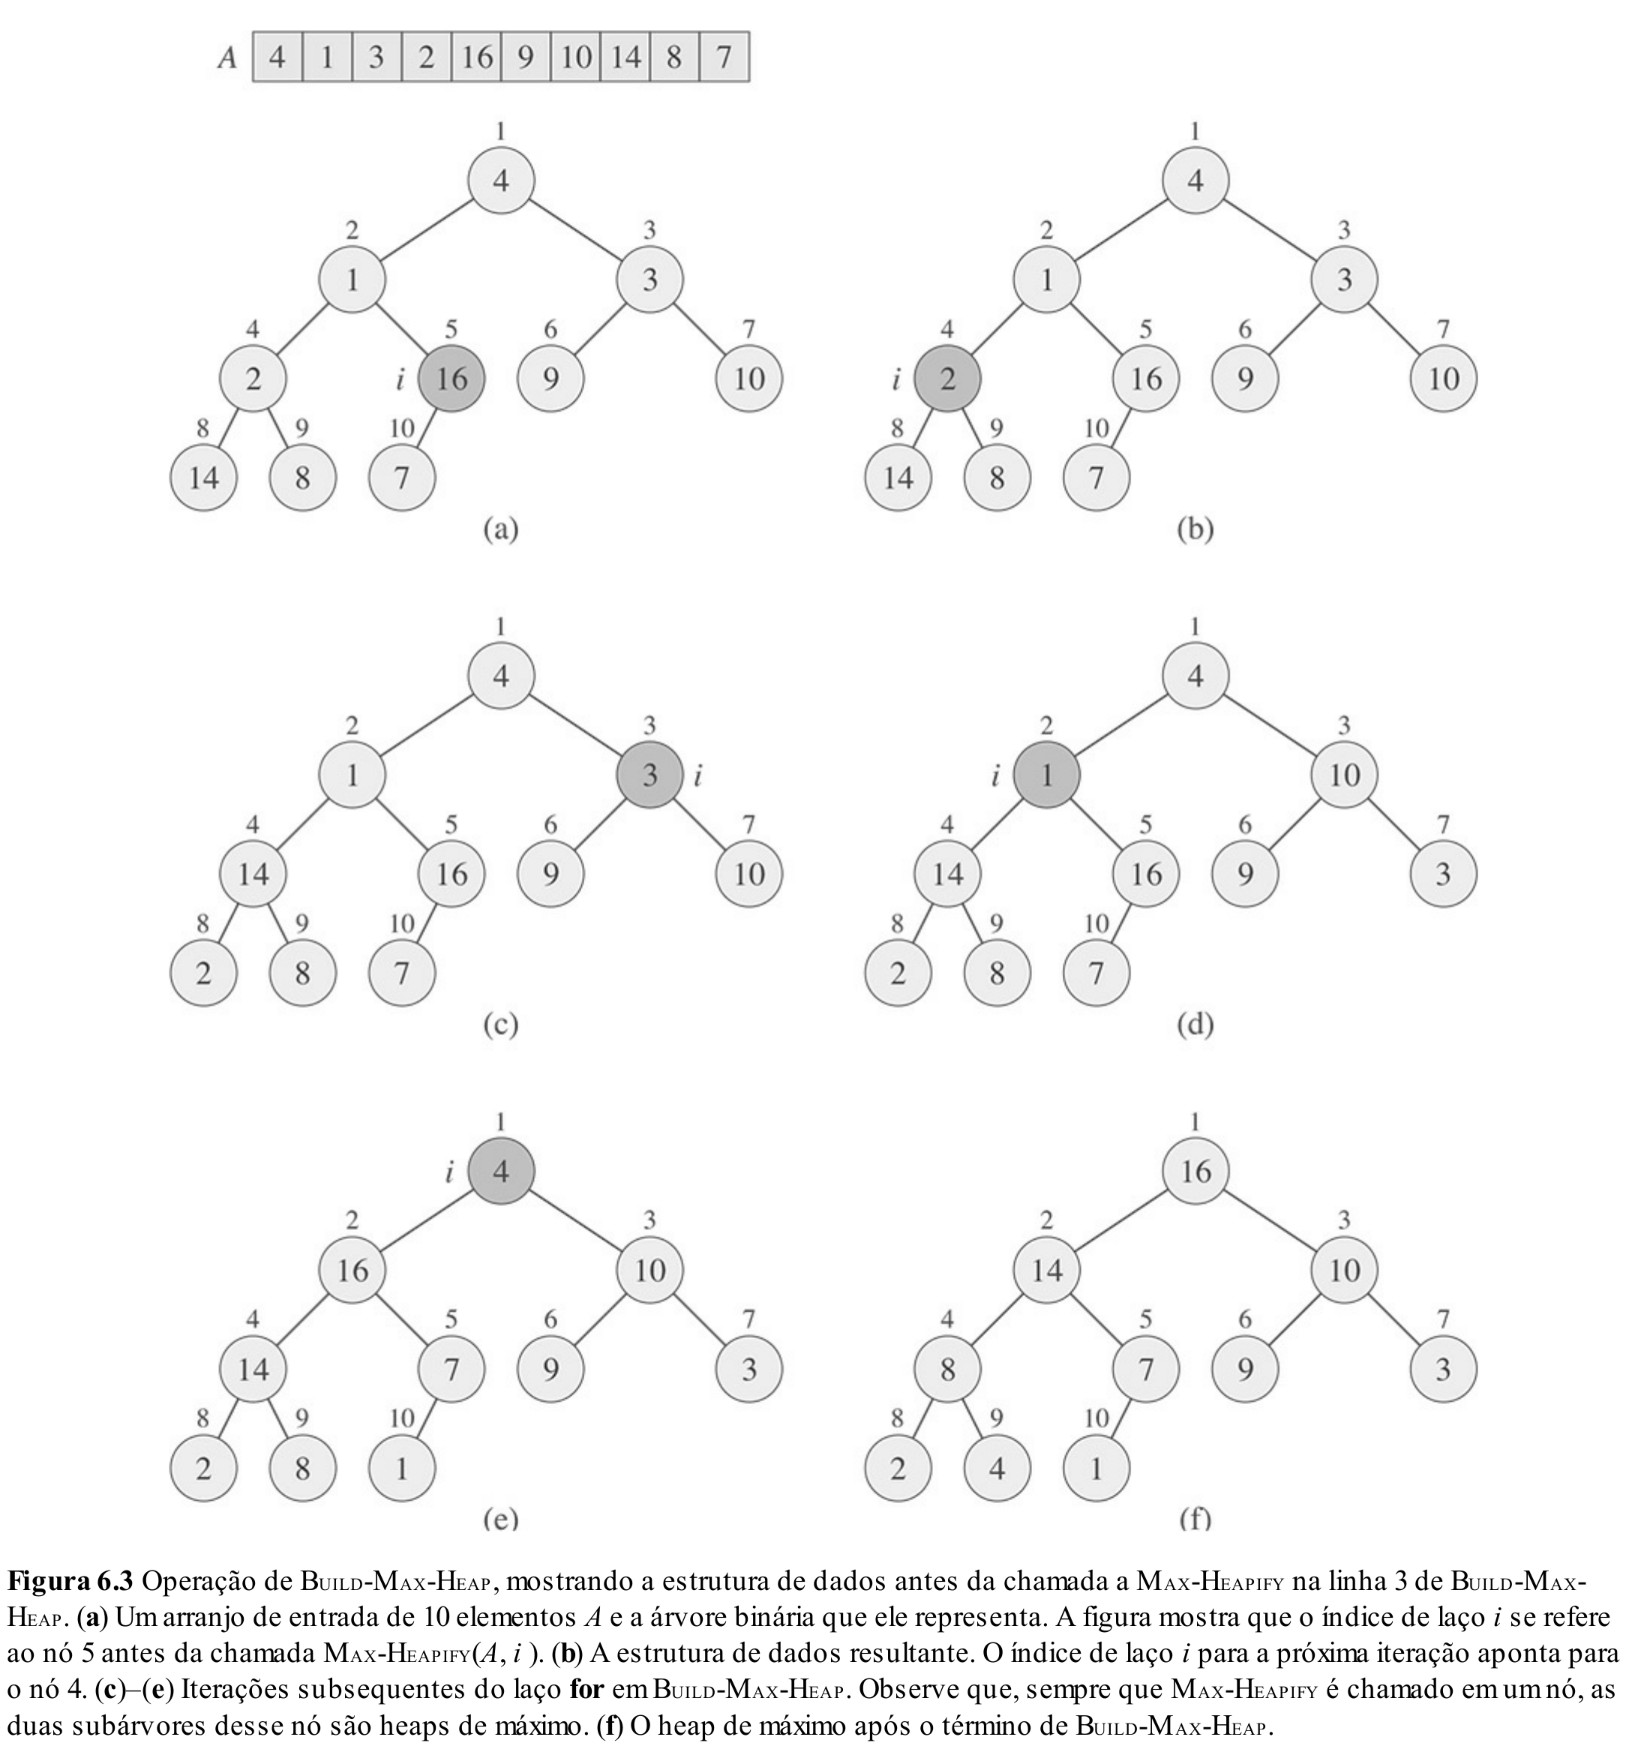 A 4 1 3 2 16 9 10 14 8 7
1 1
4 4
2 3 2 3
1 3 1 3
4 5 6 7 4 5 6 7
2 i 16 9 10 i 2 16 9 10
8 9 10 8 9 10
14 8 7 14 8 7
(a) (b)
1 1
4 4
2 3 2 3
1 3 i i 1 10
4 5 6 7 4 5 6 7
14 16 9 10 14 16 9 3
8 9 10 8 9 10
2 8 7 2 8 7
(c) (d)
1 1
i 4 16
2 3 2 3
16 10 14 10
4 5 6 7 4 5 6 7
14 7 9 3 8 7 9 3
8 9 10 8 9 10
2 8 1 2 4 1
(e) (f)
Figura 6.3 Operação de BUILD-MAX-HEAP, mostrando a estrutura de dados antes da chamada a MAX-HEAPIFY na linha 3 de BUILD-MAX-
HEAP. (a) Um arranjo de entrada de 10 elementos A e a árvore binária que ele representa. A figura mostra que o índice de laço i se refere
ao nó 5 antes da chamada MAX-HEAPIFY(A, i ). (b) A estrutura de dados resultante. O índice de laço i para a próxima iteração aponta para
o nó 4. (c)–(e) Iterações subsequentes do laço for em BUILD-MAX-HEAP. Observe que, sempre que MAX-HEAPIFY é chamado em um nó, as
duas subárvores desse nó são heaps de máximo. (f) O heap de máximo após o término de BUILD-MAX-HEAP.